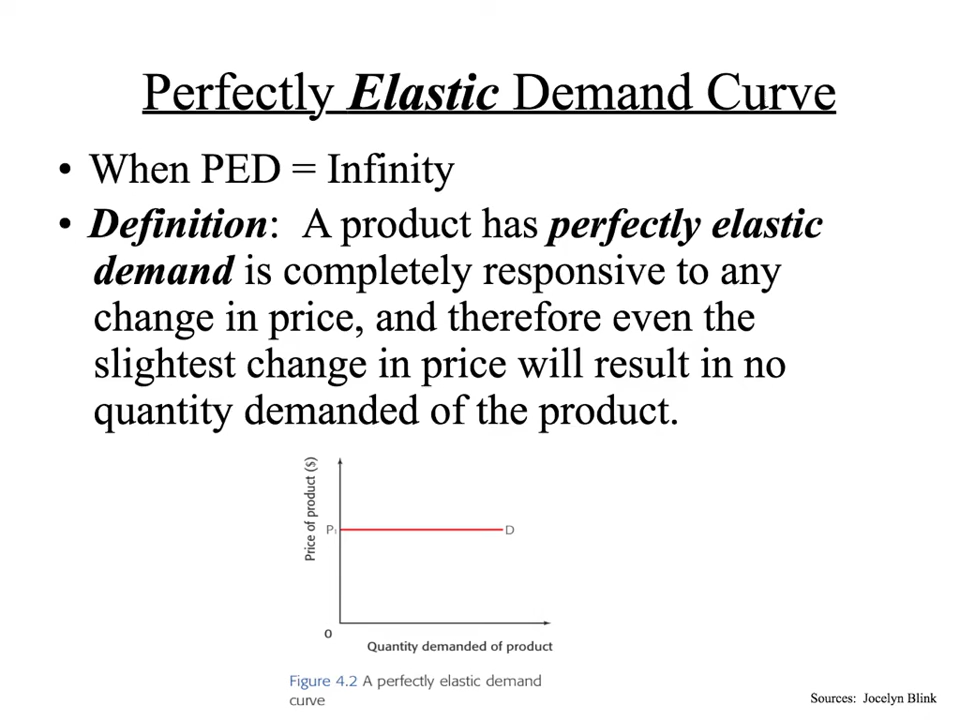 Perfectly Elastic Demand Curve
• When PED = Infinity
• Definition:  A product has perfectly elastic
demand is completely responsive to any
change in price, and therefore even the
slightest change in price will result in no
quantity demanded of the product.
Price of product ($)
P₁
D
0
Quantity demanded of product
Figure 4.2 A perfectly elastic demand
curve
Sources:  Jocelyn Blink